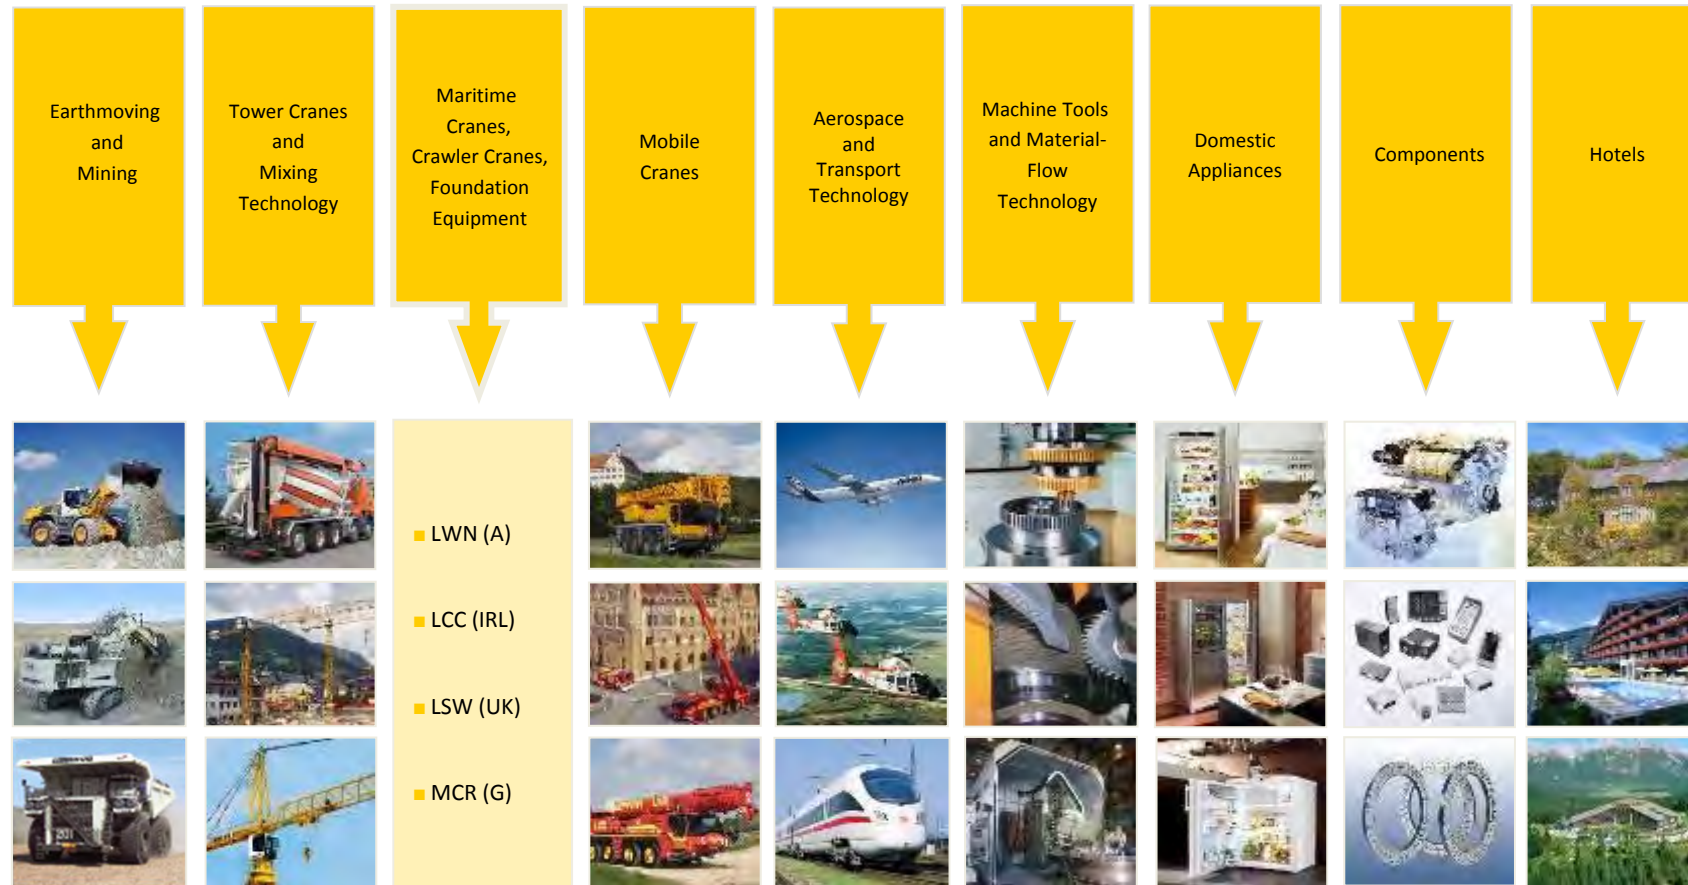 Earthmoving
and
Mining
Tower Cranes
and
Mixing
Technology
Maritime
Cranes,
Crawler Cranes,
Foundation
Equipment
Mobile
Cranes
Aerospace
and
Transport
Technology
Machine Tools
and Material-
Flow
Technology
Domestic
Appliances
Components
Hotels
■ LWN (A)
■ LCC (IRL)
■ LSW (UK)
■ MCR (G)